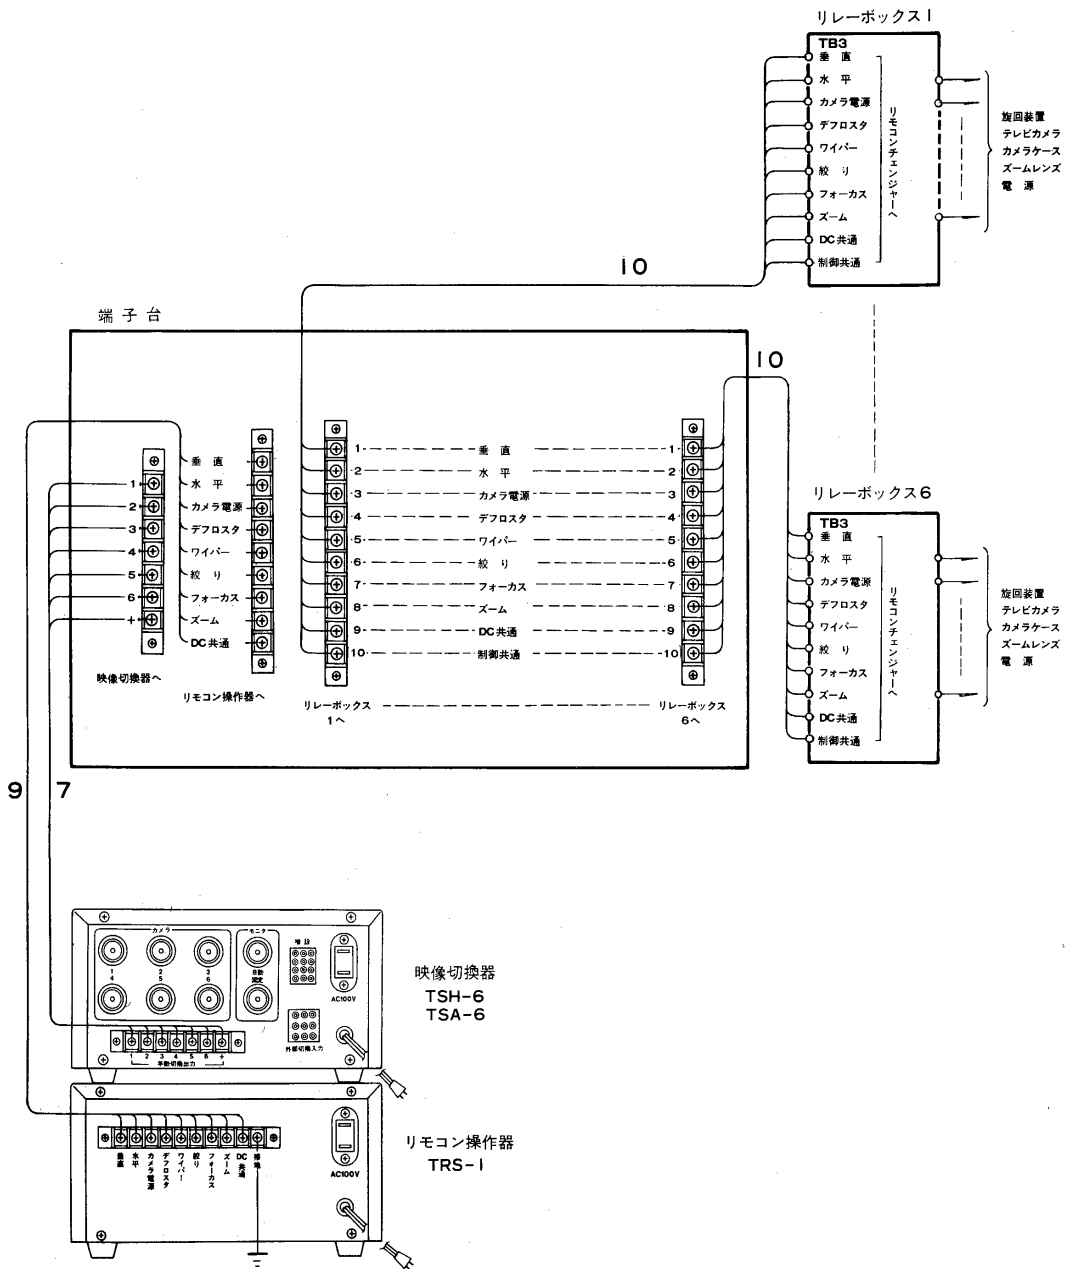 リレーボックス1
TB3
垂直
水平
カメラ電源
デフロスタ
ワイパー
絞り
フォーカス
ズーム
DC共通
制御共通
リモコンチェンジャーへ
旋回装置
テレビカメラ
カメラケース
ズームレンズ
電源
10
端子台
10
1
2
3
4
5
6
+
映像切換器へ
垂直
水平
カメラ電源
デフロスタ
ワイパー
絞り
フォーカス
ズーム
DC共通
リモコン操作器へ
1 垂直 1
2 水平 2
3 カメラ電源 3
4 デフロスタ 4
5 ワイパー 5
6 絞り 6
7 フォーカス 7
8 ズーム 8
9 DC共通 9
10 制御共通 10
リレーボックス
1へ
リレーボックス
6へ
リレーボックス6
TB3
垂直
水平
カメラ電源
デフロスタ
ワイパー
絞り
フォーカス
ズーム
DC共通
制御共通
リモコンチェンジャーへ
旋回装置
テレビカメラ
カメラケース
ズームレンズ
電源
9
7
カメラ
モニタ
増設
1 2 3
4 5 6
自動
固定
AC100V
外部切換入力
1 2 3 4 5 6 +
手動切換出力
映像切換器
TSH-6
TSA-6
垂直
水平
カメラ電源
デフロスタ
ワイパー
絞り
フォーカス
ズーム
DC共通
接地
AC100V
リモコン操作器
TRS-1